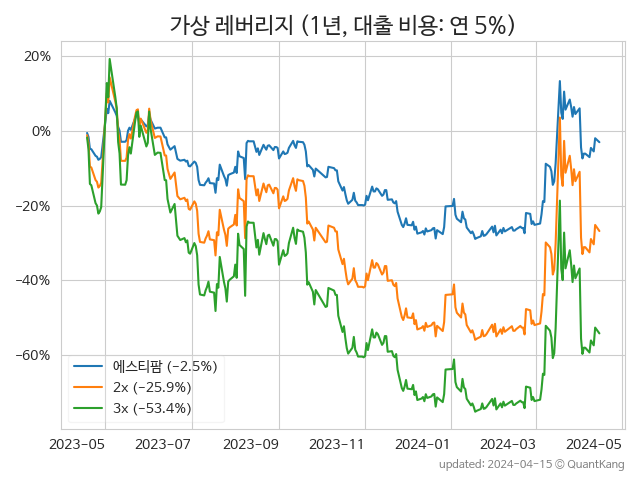 가상 레버리지 (1년, 대출 비용: 연 5%)
20%
0%
−20%
−40%
−60%
에스티팜 (−2.5%)
2x (−25.9%)
3x (−53.4%)
2023−05 2023−07 2023−09 2023−11 2024−01 2024−03 2024−05
updated: 2024−04−15 © QuantKang